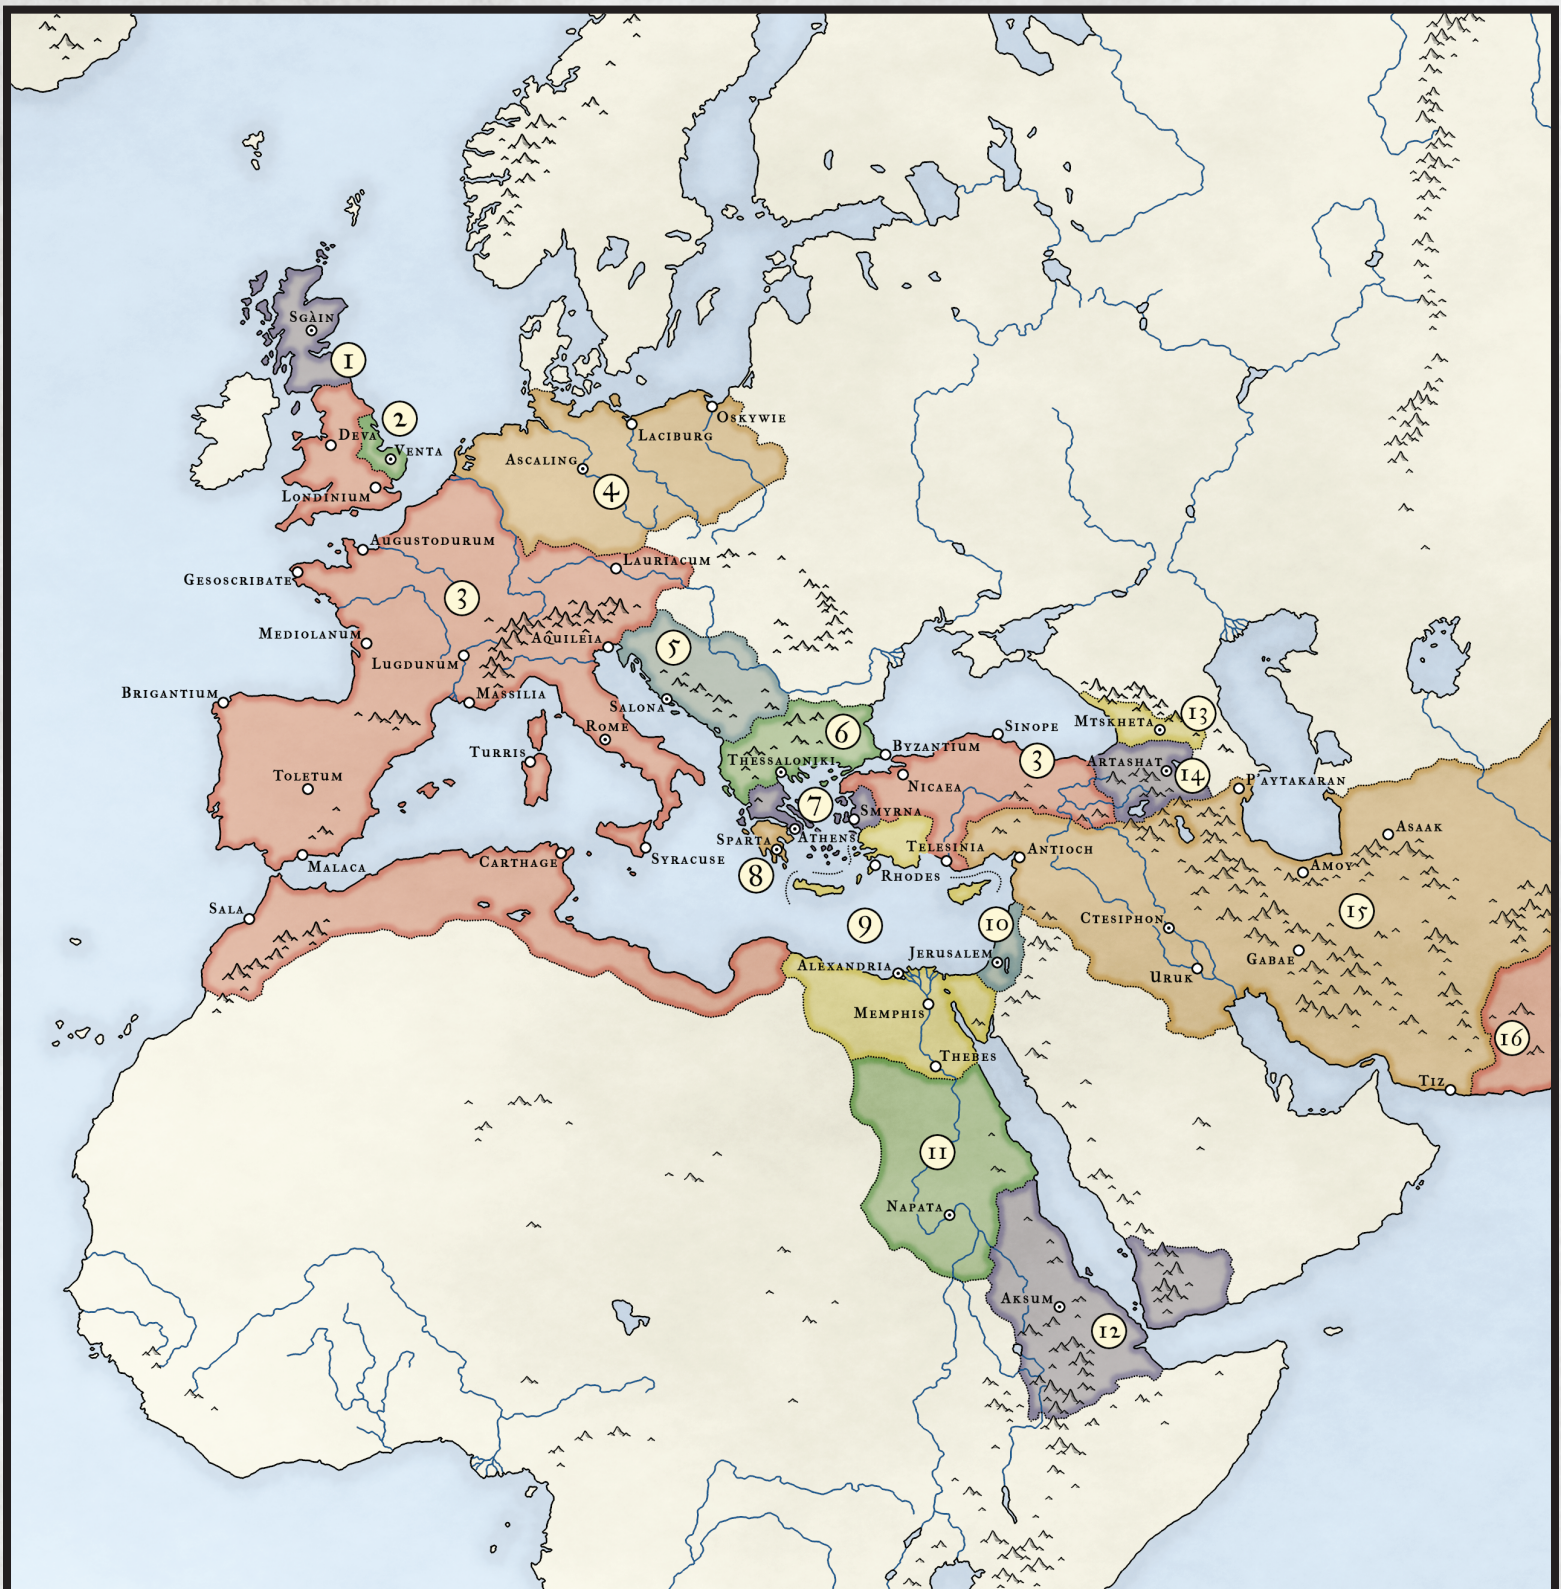 Sgàin
1
2
Deva
Venta
Londinium
Oskywie
Laciburg
Ascaling
4
Augustodurum
Gesoscribate
Lauriacum
3
Mediolanum
Aquileia
5
Lugdunum
Brigantium
Massilia
Salona
Rome
6
Sinope
Mtskheta
13
Turris
Thessaloniki
Byzantium
3
Artashat
14
P'aytakaran
Toletum
Nicaea
7
Smyrna
Asaak
Sparta
Athens
Malaca
Carthage
Syracuse
Telesinia
Antioch
Amoy
8
Rhodes
Sala
9
10
Ctesiphon
15
Jerusalem
Gabae
Alexandria
Uruk
Memphis
16
Thebes
Tiz
11
Napata
Aksum
12